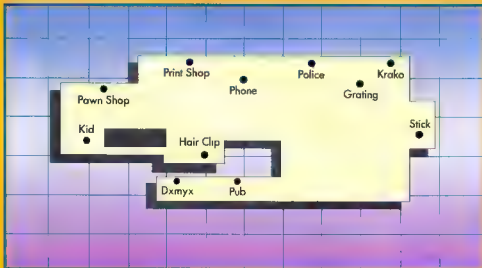 Print Shop
Police
Krako
Phone
Grating
Pawn Shop
Stick
Kid
Hair Clip
Dxmyx
Pub